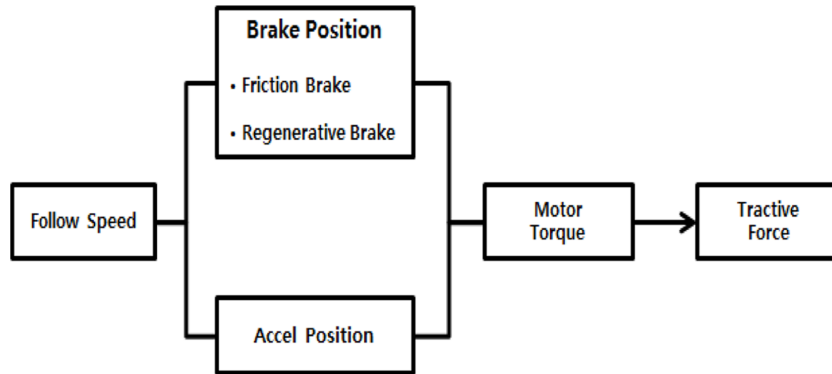 Brake Position
• Friction Brake
• Regenerative Brake
Follow Speed
Motor
Torque
Tractive
Force
Accel Position